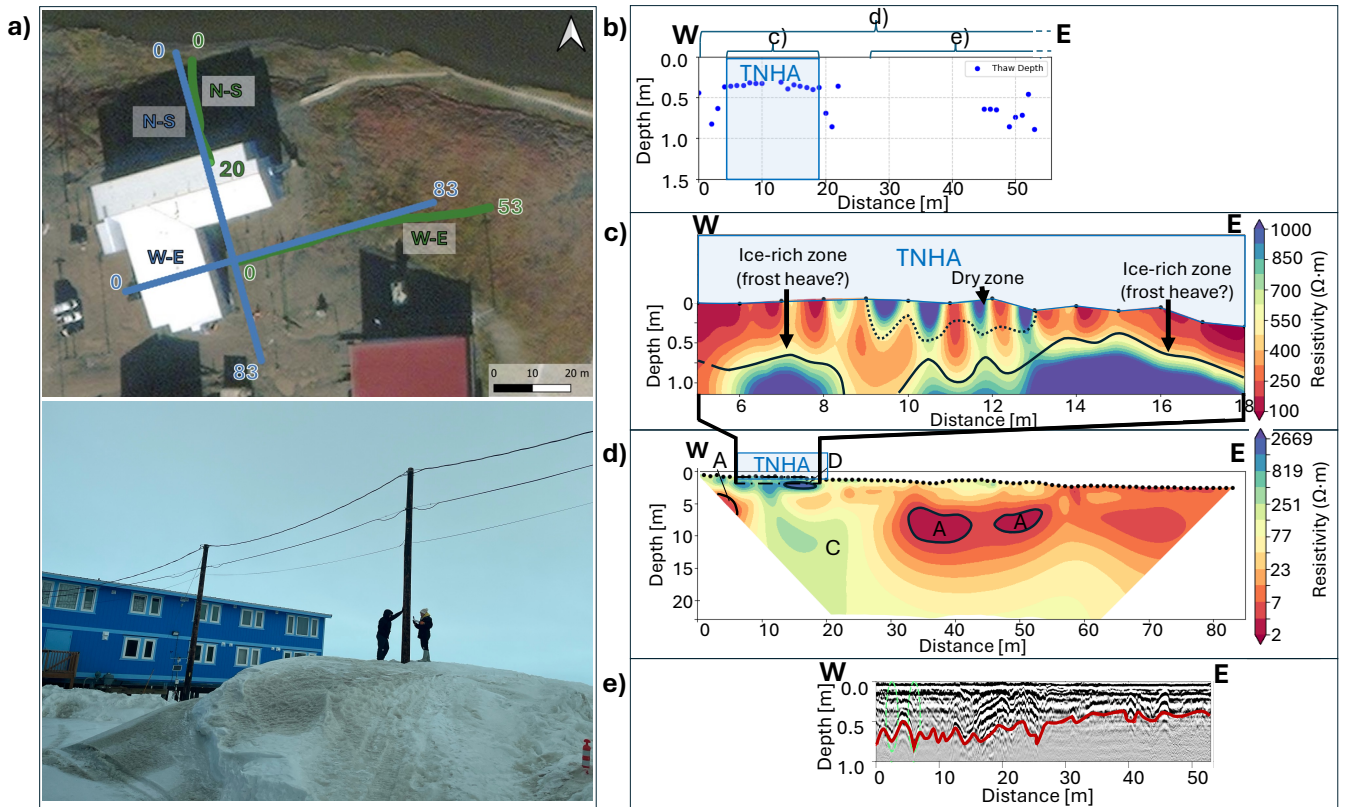 a)
0
0
N-S
N-S
20
83
53
W-E
W-E
0
0
83
0 10 20 m
b)
d)
W
E
c)
e)
TNHA
Thaw Depth
0.0
0.5
1.0
1.5
Depth [m]
0 10 20 30 40 50
Distance [m]
c)
W
E
Ice-rich zone
(frost heave?)
TNHA
Dry zone
Ice-rich zone
(frost heave?)
0
0.5
1.0
Depth [m]
6 8 10 12 14 16 18
Distance [m]
1000
850
700
550
400
250
100
Resistivity (Ω·m)
d)
W
E
A
TNHA
D
A
A
C
0
5
10
15
20
Depth [m]
0 10 20 30 40 50 60 70 80
Distance [m]
2669
819
251
77
23
7
2
Resistivity (Ω·m)
e)
W
E
0.0
0.5
1.0
Depth [m]
0 10 20 30 40 50
Distance [m]